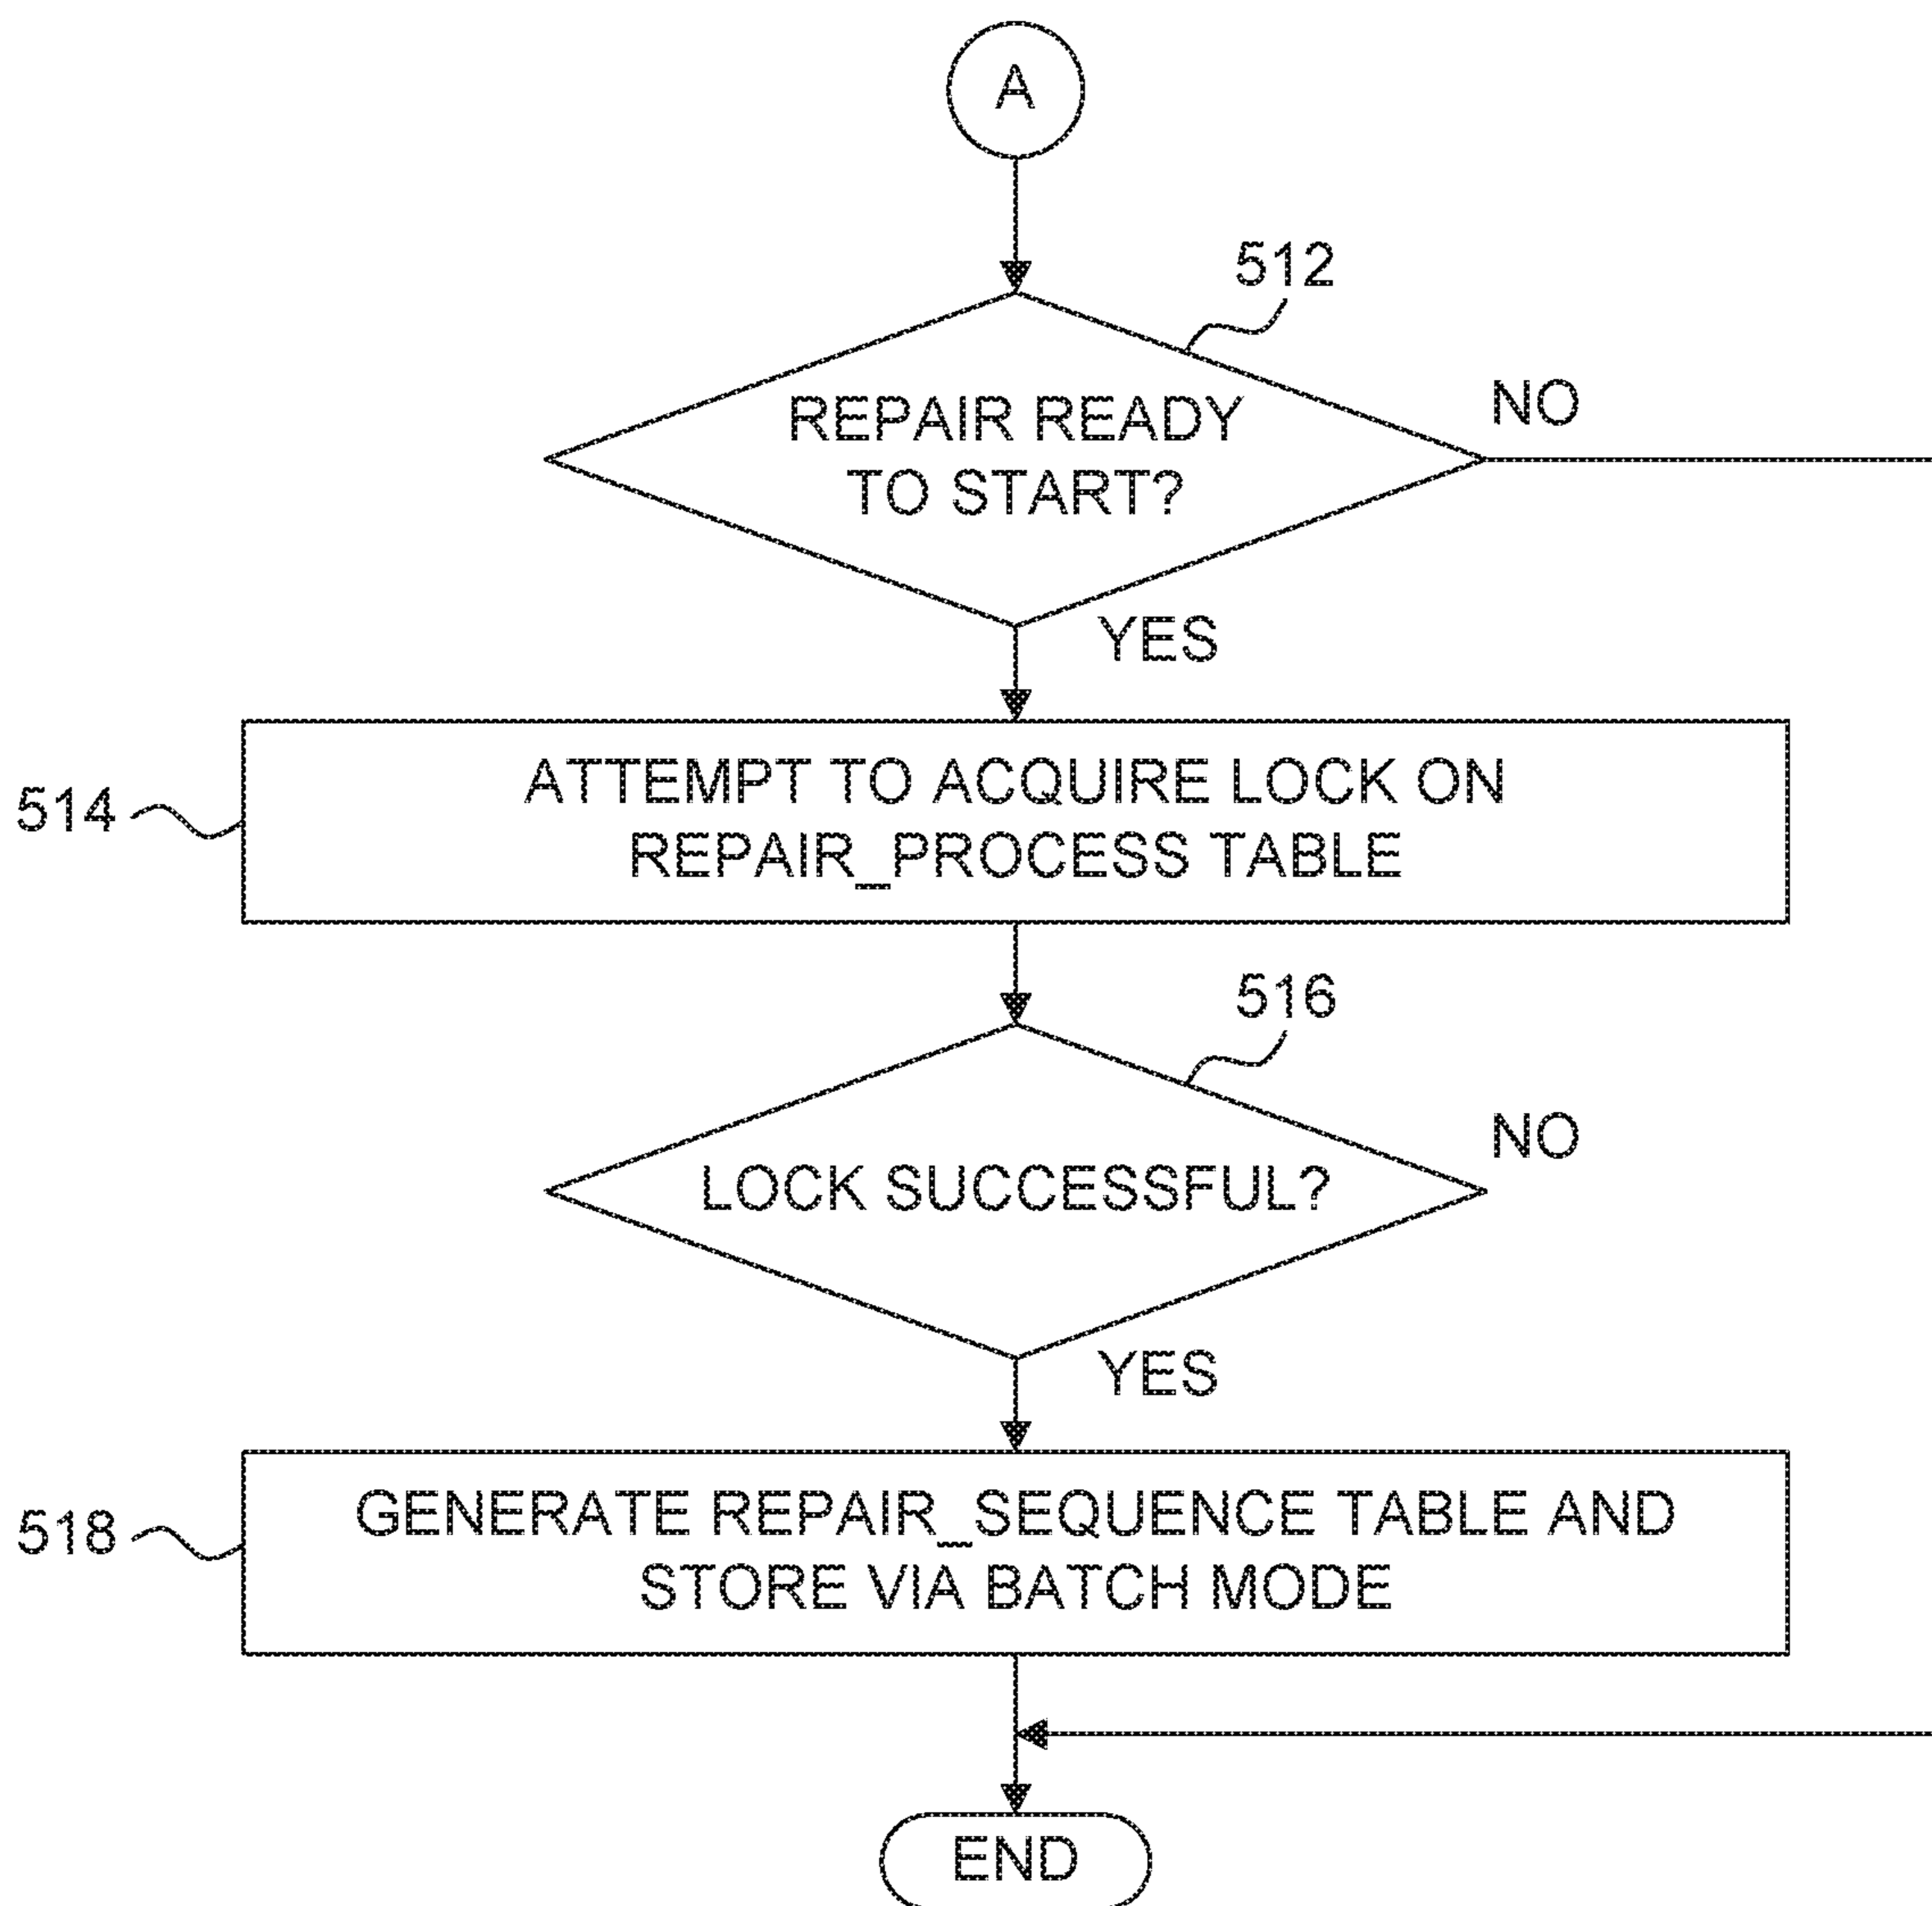 A
512
REPAIR READY
TO START?
NO
YES
514
ATTEMPT TO ACQUIRE LOCK ON
REPAIR_PROCESS TABLE
516
NO
LOCK SUCCESSFUL?
YES
518
GENERATE REPAIR_SEQUENCE TABLE AND
STORE VIA BATCH MODE
END